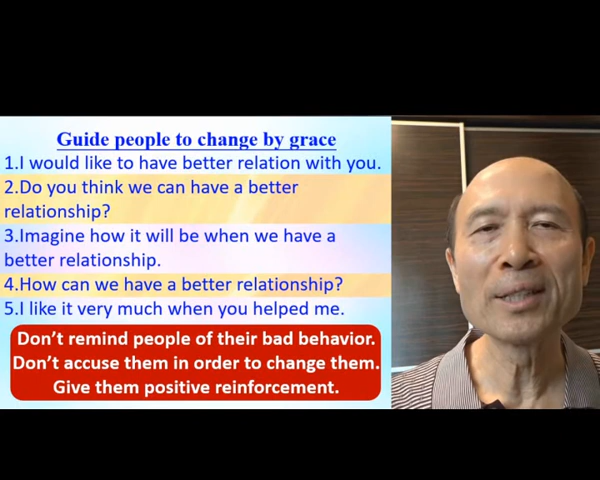 Guide people to change by grace
1.I would like to have better relation with you.
2.Do you think we can have a better
relationship?
3.Imagine how it will be when we have a
better relationship.
4.How can we have a better relationship?
5.I like it very much when you helped me.
Don’t remind people of their bad behavior.
Don’t accuse them in order to change them.
Give them positive reinforcement.